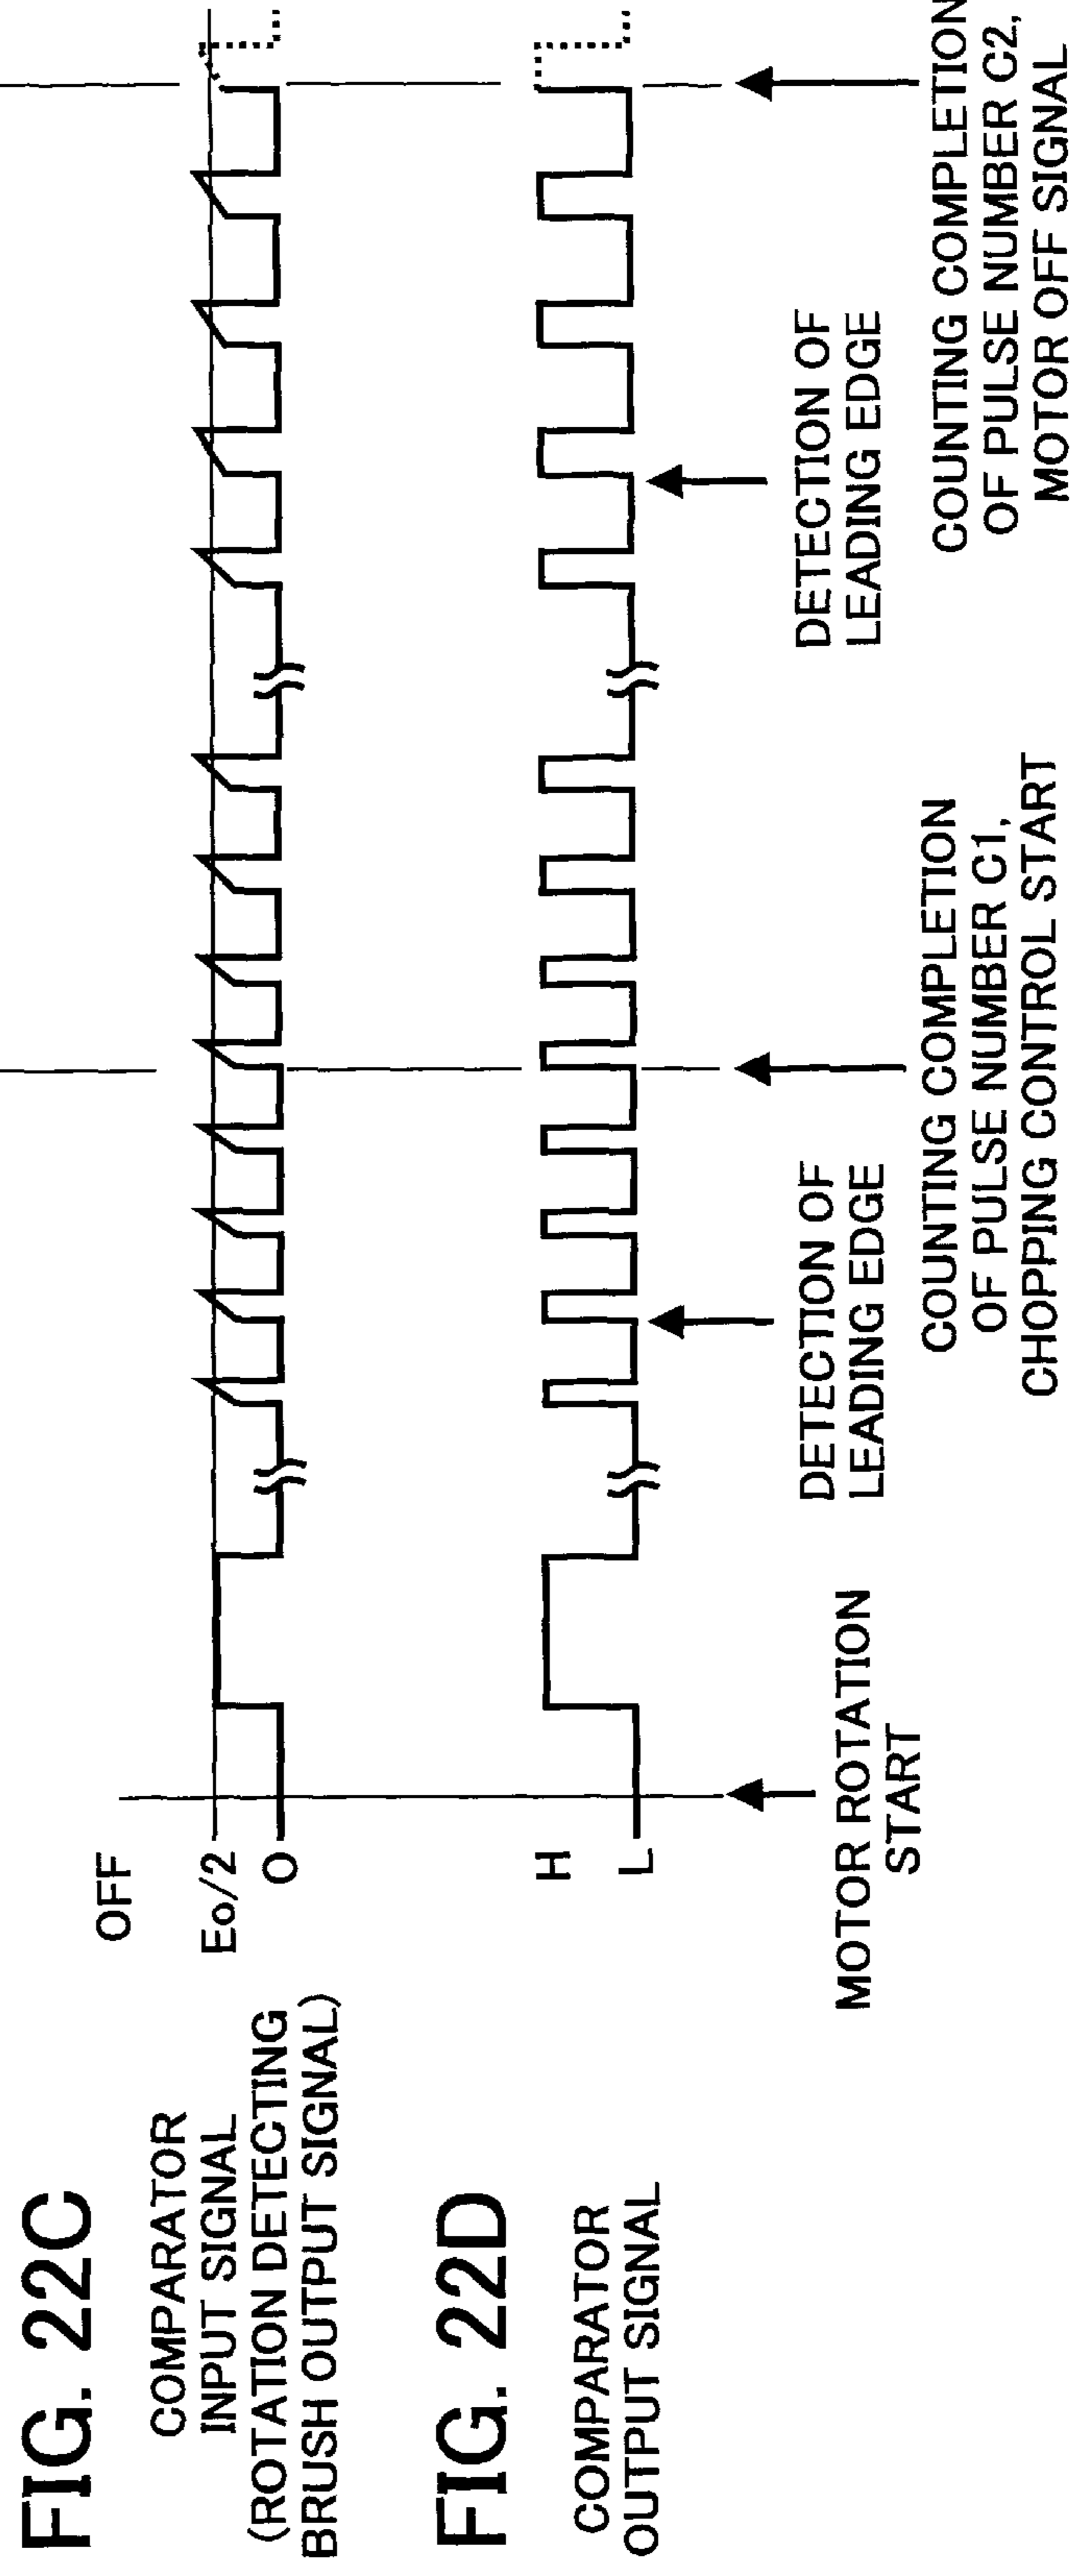 OFF
FIG. 22C
COMPARATOR
INPUT SIGNAL
(ROTATION DETECTING
BRUSH OUTPUT SIGNAL)
Eo/2
O
FIG. 22D
COMPARATOR
OUTPUT SIGNAL
H
L
MOTOR ROTATION
START
DETECTION OF
LEADING EDGE
COUNTING COMPLETION
OF PULSE NUMBER C1,
CHOPPING CONTROL START
DETECTION OF
LEADING EDGE
COUNTING COMPLETION
OF PULSE NUMBER C2,
MOTOR OFF SIGNAL